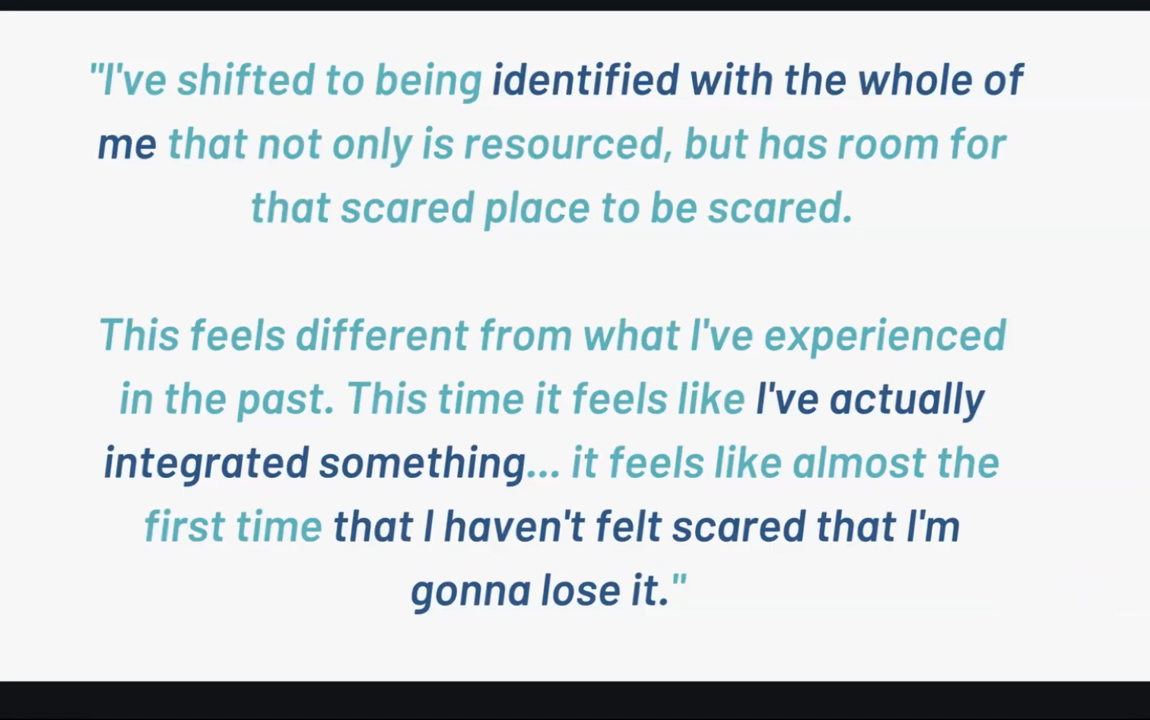 "I've shifted to being identified with the whole of
me that not only is resourced, but has room for
that scared place to be scared.
This feels different from what I've experienced
in the past. This time it feels like I've actually
integrated something... it feels like almost the
first time that I haven't felt scared that I'm
gonna lose it."